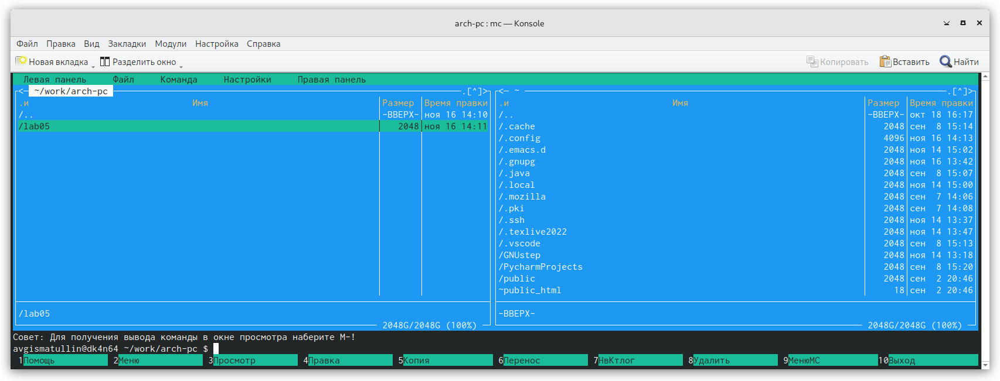 arch-pc : mc — Konsole
Файл Правка Вид Закладки Модули Настройка Справка
Новая вкладка Разделить окно Копировать Вставить Найти
Левая панель Файл Команда Настройки Правая панель
<─ ~/work/arch-pc .[^]> <─ ~ .[^]>
.и Имя Размер Время правки .и Имя Размер Время правки
/.. -ВВЕРХ- ноя 16 14:10 /.. -ВВЕРХ- окт 18 16:17
/lab05 2048 ноя 16 14:11 /.cache 2048 сен 8 15:14
/.config 4096 ноя 16 14:13
/.emacs.d 2048 ноя 14 15:02
/.gnupg 2048 ноя 16 13:42
/.java 2048 сен 8 15:07
/.local 2048 ноя 14 15:00
/.mozilla 2048 сен 7 14:06
/.pki 2048 сен 7 14:08
/.ssh 2048 ноя 14 13:37
/.texlive2022 2048 ноя 14 13:47
/.vscode 2048 сен 8 15:13
/GNUstep 2048 ноя 14 13:18
/PycharmProjects 2048 сен 8 15:20
/public 2048 сен 2 20:46
~public_html 18 сен 2 20:46
/lab05 -ВВЕРХ-
2048G/2048G (100%) 2048G/2048G (100%)
Совет: Для получения вывода команды в окне просмотра наберите M-!
avgismatullin@dk4n64 ~/work/arch-pc $
1Помощь 2Меню 3Просмотр 4Правка 5Копия 6Перенос 7НвКтлог 8Удалить 9МенюМС 10Выход